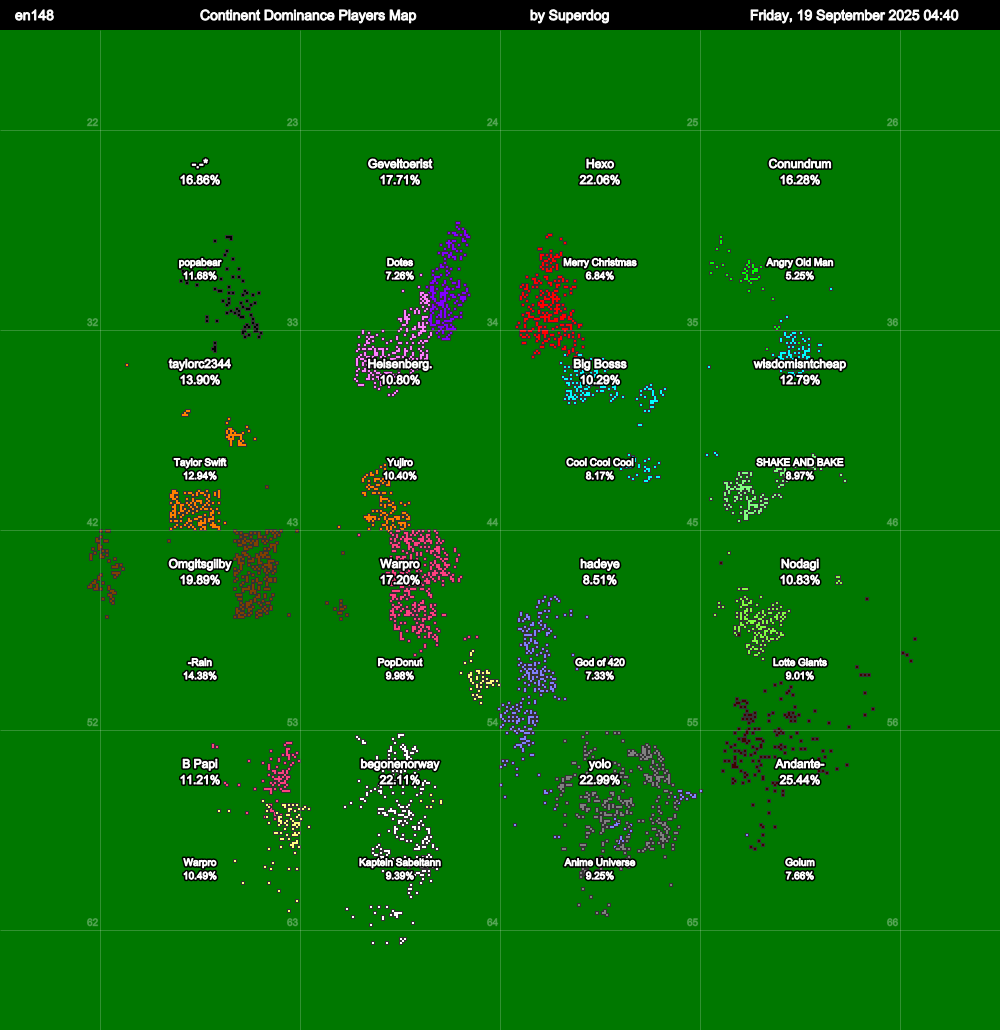 en148 Continent Dominance Players Map by Superdog Friday, 19 September 2025 04:40
22 23 24 25 26
-.-* Geveltoerist Hexo Conundrum
16.86% 17.71% 22.06% 16.28%
popabear Dotes Merry Christmas Angry Old Man
11.68% 7.26% 6.84% 5.25%
32 33 34 35 36
taylorc2344 Heisenberg. Big Bosss wisdomisntcheap
13.90% 10.80% 10.29% 12.79%
Taylor Swift Yujiro Cool Cool Cool SHAKE AND BAKE
12.94% 10.40% 8.17% 8.97%
42 43 44 45 46
Omgitsgilby Warpro hadeye Nodagi
19.89% 17.20% 8.51% 10.83%
-Rain PopDonut God of 420 Lotte Giants
14.38% 9.98% 7.33% 9.01%
52 53 54 55 56
B Papi begonenorway yolo Andante-
11.21% 22.11% 22.99% 25.44%
Warpro Kaptein Sabeltann Anime Universe Golum
10.49% 9.39% 9.25% 7.66%
62 63 64 65 66